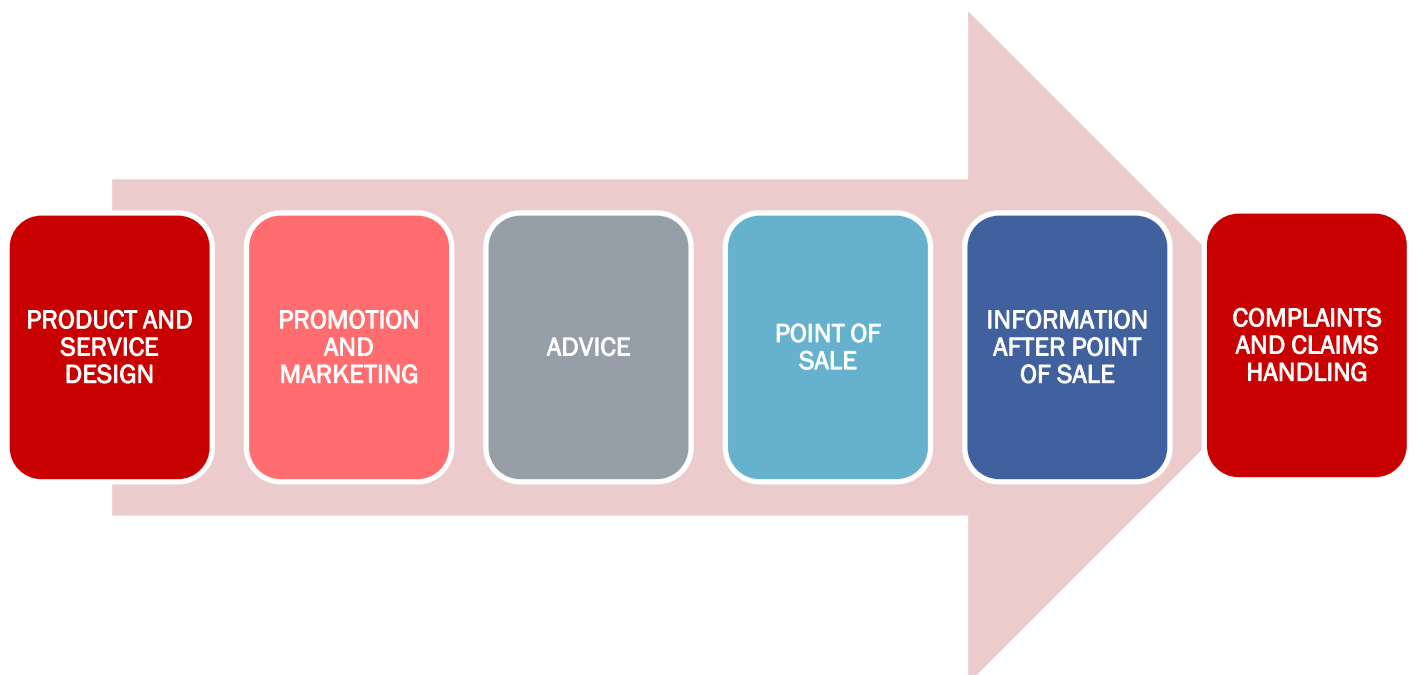 PRODUCT AND
SERVICE
DESIGN
PROMOTION
AND
MARKETING
ADVICE
POINT OF
SALE
INFORMATION
AFTER POINT
OF SALE
COMPLAINTS
AND CLAIMS
HANDLING